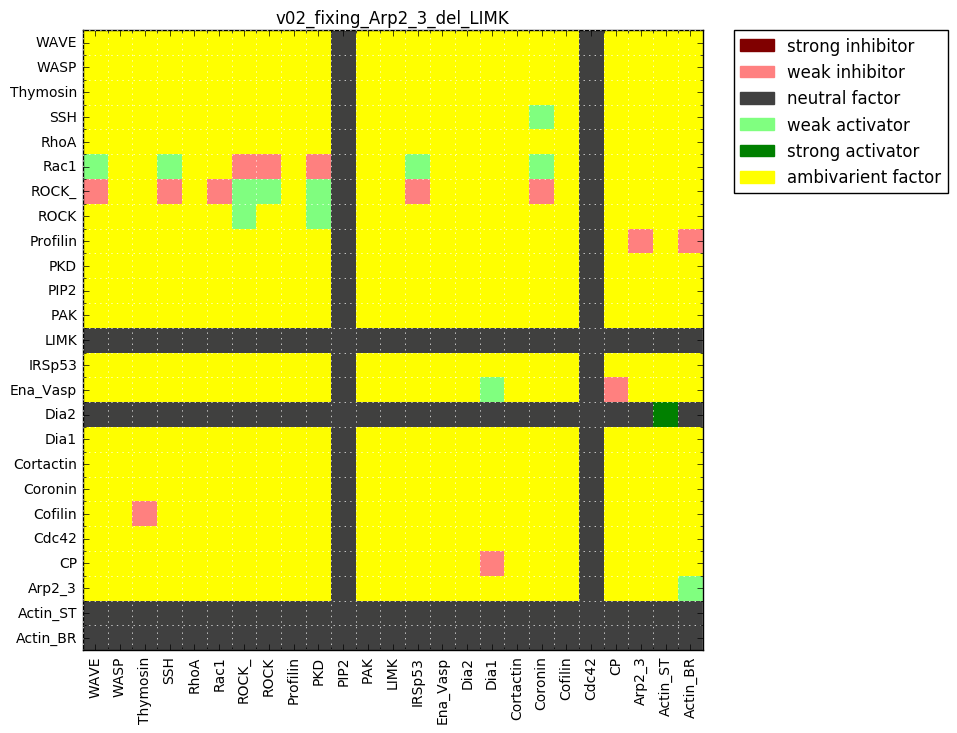 v02_fixing_Arp2_3_del_LIMK
WAVE
WASP
Thymosin
SSH
RhoA
Rac1
ROCK_
ROCK
Profilin
PKD
PIP2
PAK
LIMK
IRSp53
Ena_Vasp
Dia2
Dia1
Cortactin
Coronin
Cofilin
Cdc42
CP
Arp2_3
Actin_ST
Actin_BR
WAVE
WASP
Thymosin
SSH
RhoA
Rac1
ROCK_
ROCK
Profilin
PKD
PIP2
PAK
LIMK
IRSp53
Ena_Vasp
Dia2
Dia1
Cortactin
Coronin
Cofilin
Cdc42
CP
Arp2_3
Actin_ST
Actin_BR
strong inhibitor
weak inhibitor
neutral factor
weak activator
strong activator
ambivarient factor